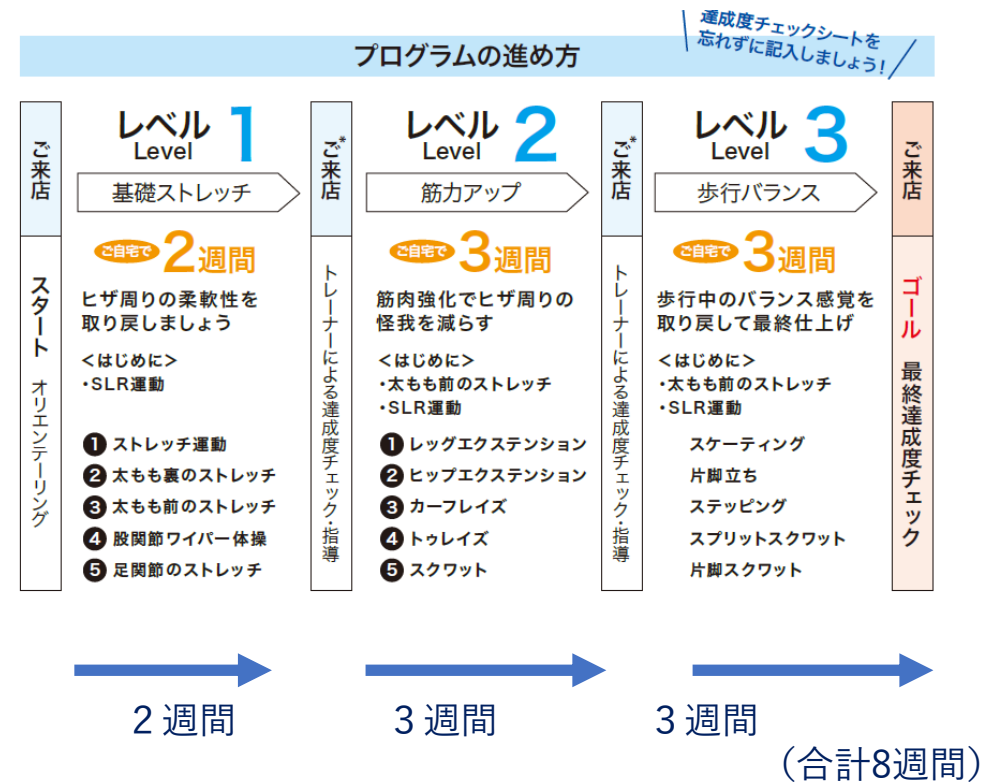 達成度チェックシートを
忘れずに記入しましょう!
プログラムの進め方
ご来店
スタート オリエンテーリング
レベル 1
Level
基礎ストレッチ
ご自宅で 2週間
ヒザ周りの柔軟性を
取り戻しましょう
<はじめに>
・SLR運動
❶ ストレッチ運動
❷ 太もも裏のストレッチ
❸ 太もも前のストレッチ
❹ 股関節ワイパー体操
❺ 足関節のストレッチ
ご来店*
トレーナーによる達成度チェック・指導
レベル 2
Level
筋力アップ
ご自宅で 3週間
筋肉強化でヒザ周りの
怪我を減らす
<はじめに>
・太もも前のストレッチ
・SLR運動
❶ レッグエクステンション
❷ ヒップエクステンション
❸ カーフレイズ
❹ トゥレイズ
❺ スクワット
ご来店*
トレーナーによる達成度チェック・指導
レベル 3
Level
歩行バランス
ご自宅で 3週間
歩行中のバランス感覚を
取り戻して最終仕上げ
<はじめに>
・太もも前のストレッチ
・SLR運動
スケーティング
片脚立ち
ステッピング
スプリットスクワット
片脚スクワット
ご来店
ゴール 最終達成度チェック
2週間
3週間
3週間
(合計8週間)